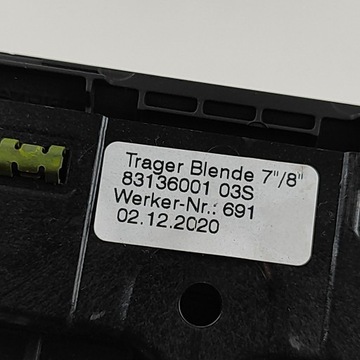 Trager Blende 7"/8"
83136001 03S
Werker-Nr.: 691
02.12.2020